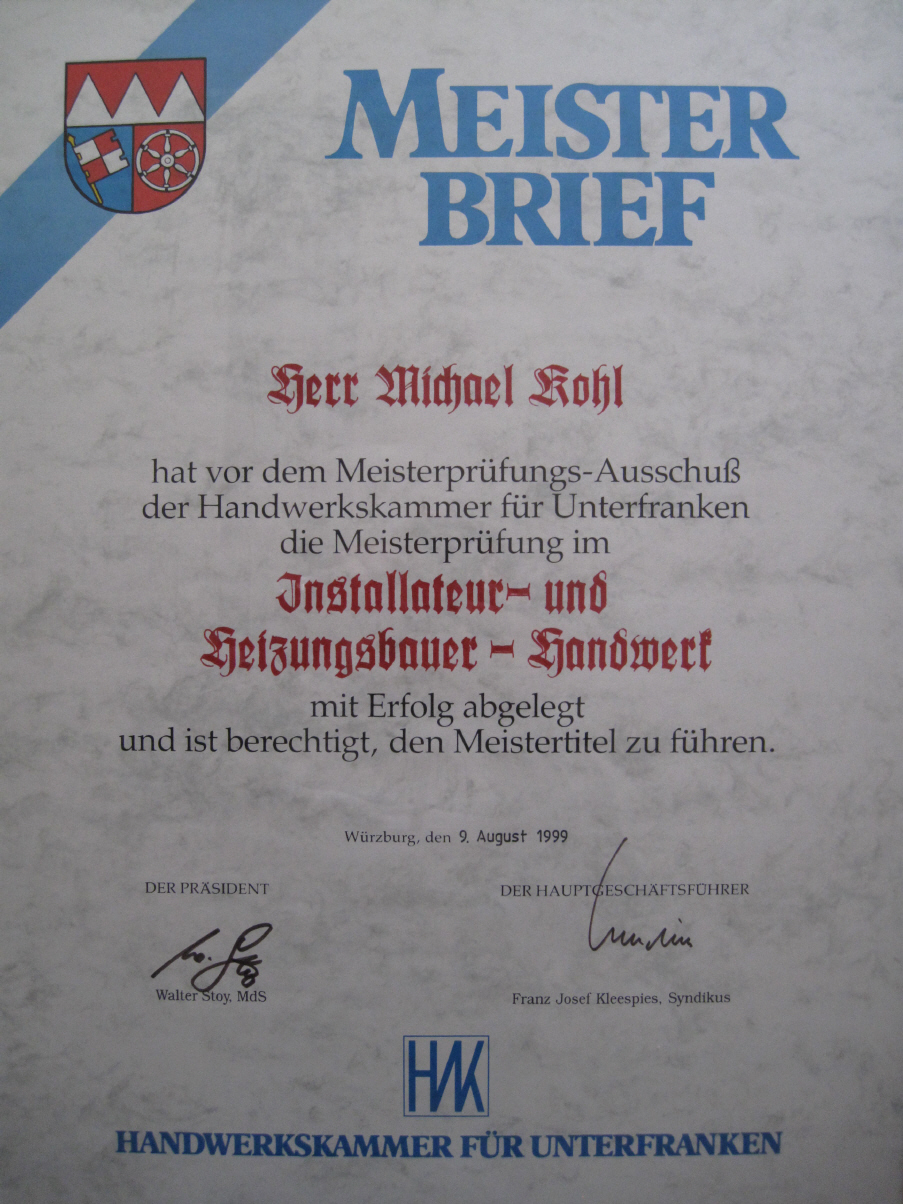 MEISTER
BRIEF
Herr Michael Kohl
hat vor dem Meisterprüfungs-Ausschuß
der Handwerkskammer für Unterfranken
die Meisterprüfung im
Installateur- und
Heizungsbauer - Handwerk
mit Erfolg abgelegt
und ist berechtigt, den Meistertitel zu führen.
Würzburg, den 9. August 1999
DER PRÄSIDENT
DER HAUPTGESCHÄFTSFÜHRER
Walter Stoy, MdS
Franz Josef Kleespies, Syndikus
HWK
HANDWERKSKAMMER FÜR UNTERFRANKEN